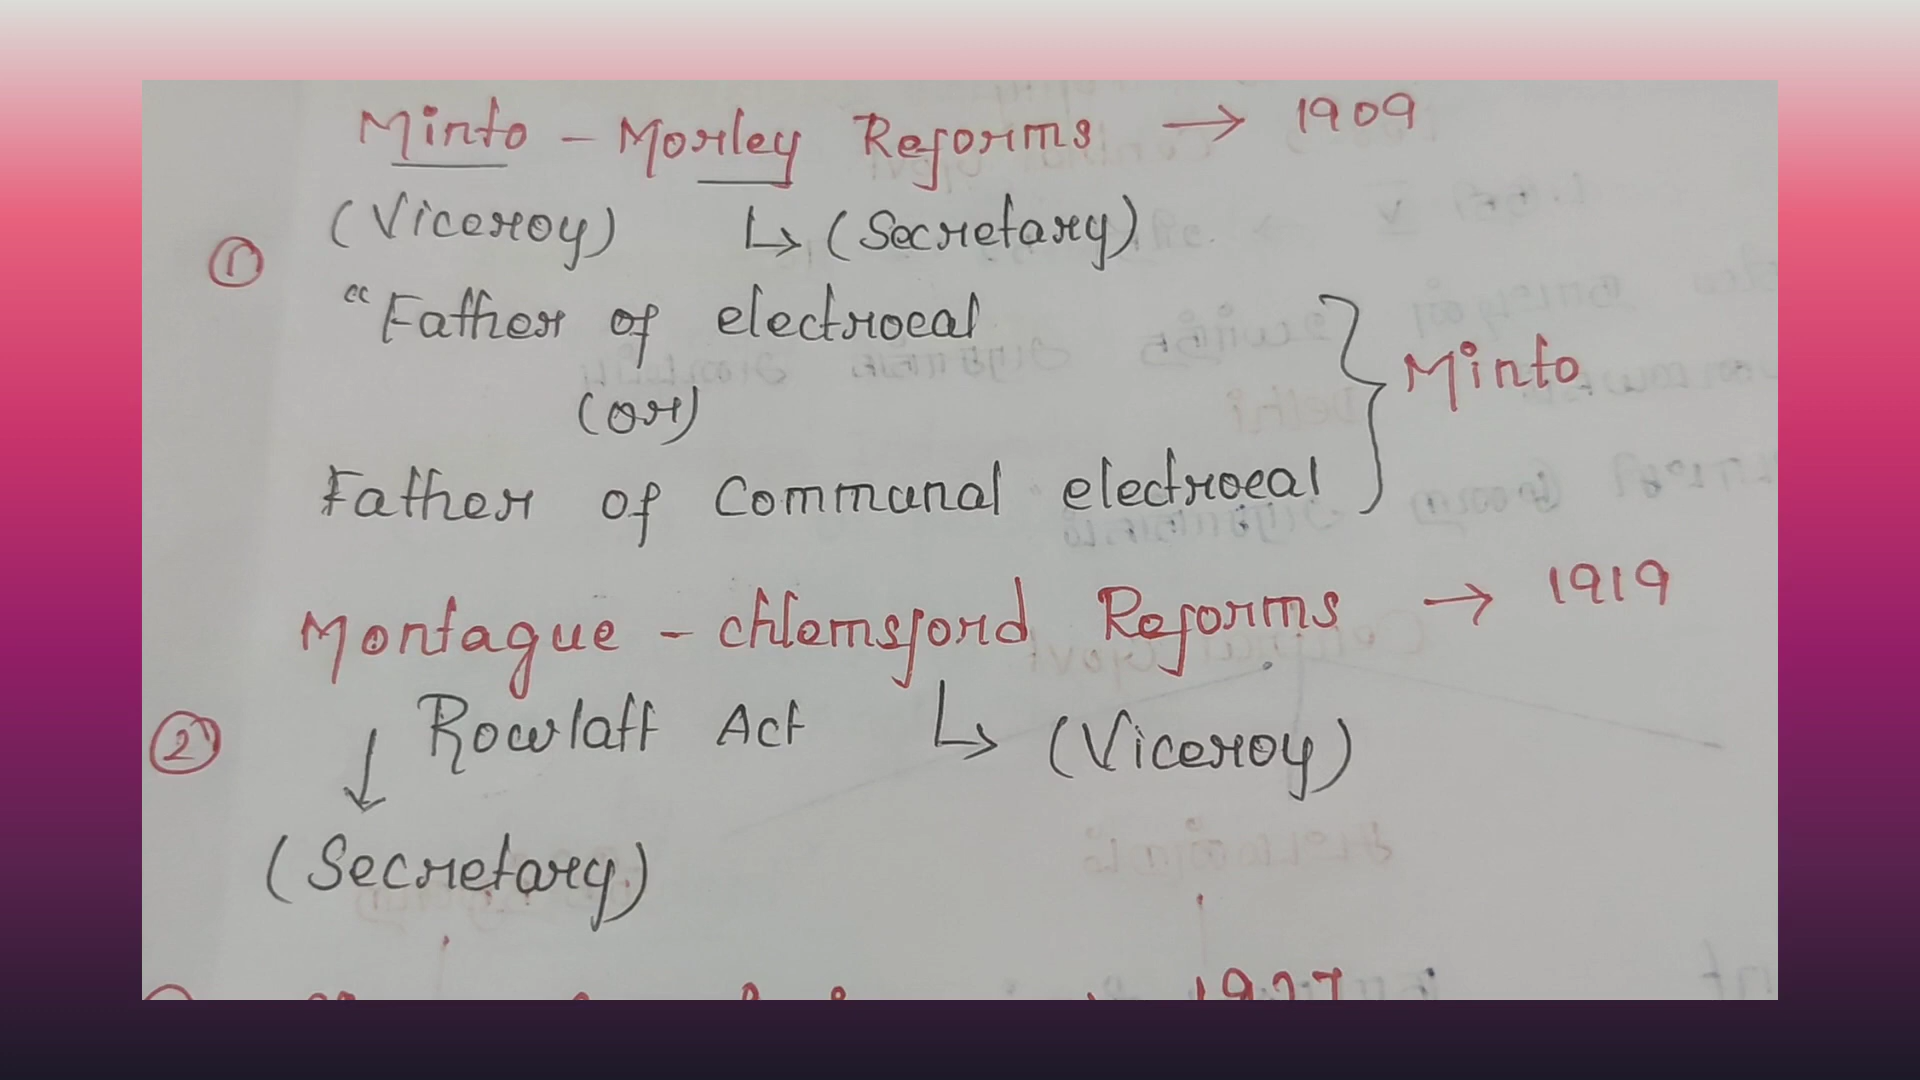 Minto - Morley Reforms → 1909
(Viceroy) ↳ (Secretary)
①
"Father of electroeal
(or)
Father of Communal electroeal } Minto
Montague - chlemsford Reforms → 1919
↓ Rowlatt Act ↳ (Viceroy)
②
(Secretary)
1927